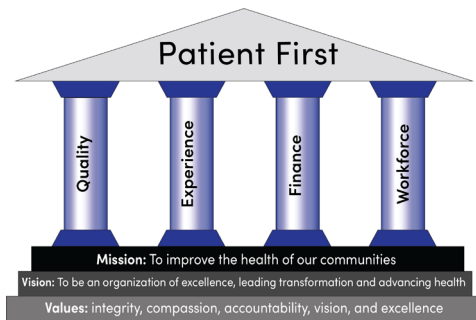 Patient First
Quality
Experience
Finance
Workforce
Mission: To improve the health of our communities
Vision: To be an organization of excellence, leading transformation and advancing health
Values: integrity, compassion, accountability, vision, and excellence